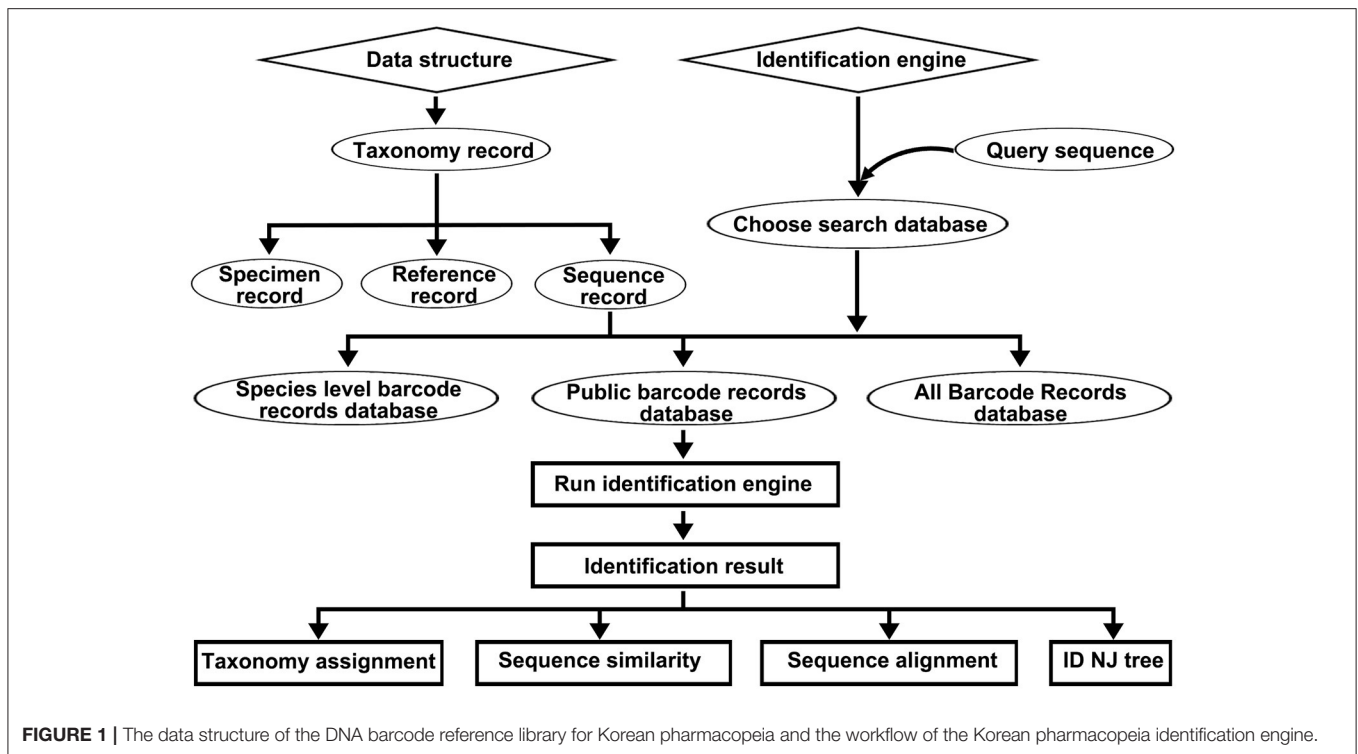 Data structure
Identification engine
Taxonomy record
Query sequence
Choose search database
Specimen
record
Reference
record
Sequence
record
Species level barcode
records database
Public barcode records
database
All Barcode Records
database
Run identification engine
Identification result
Taxonomy assignment
Sequence similarity
Sequence alignment
ID NJ tree
FIGURE 1 | The data structure of the DNA barcode reference library for Korean pharmacopeia and the workflow of the Korean pharmacopeia identification engine.